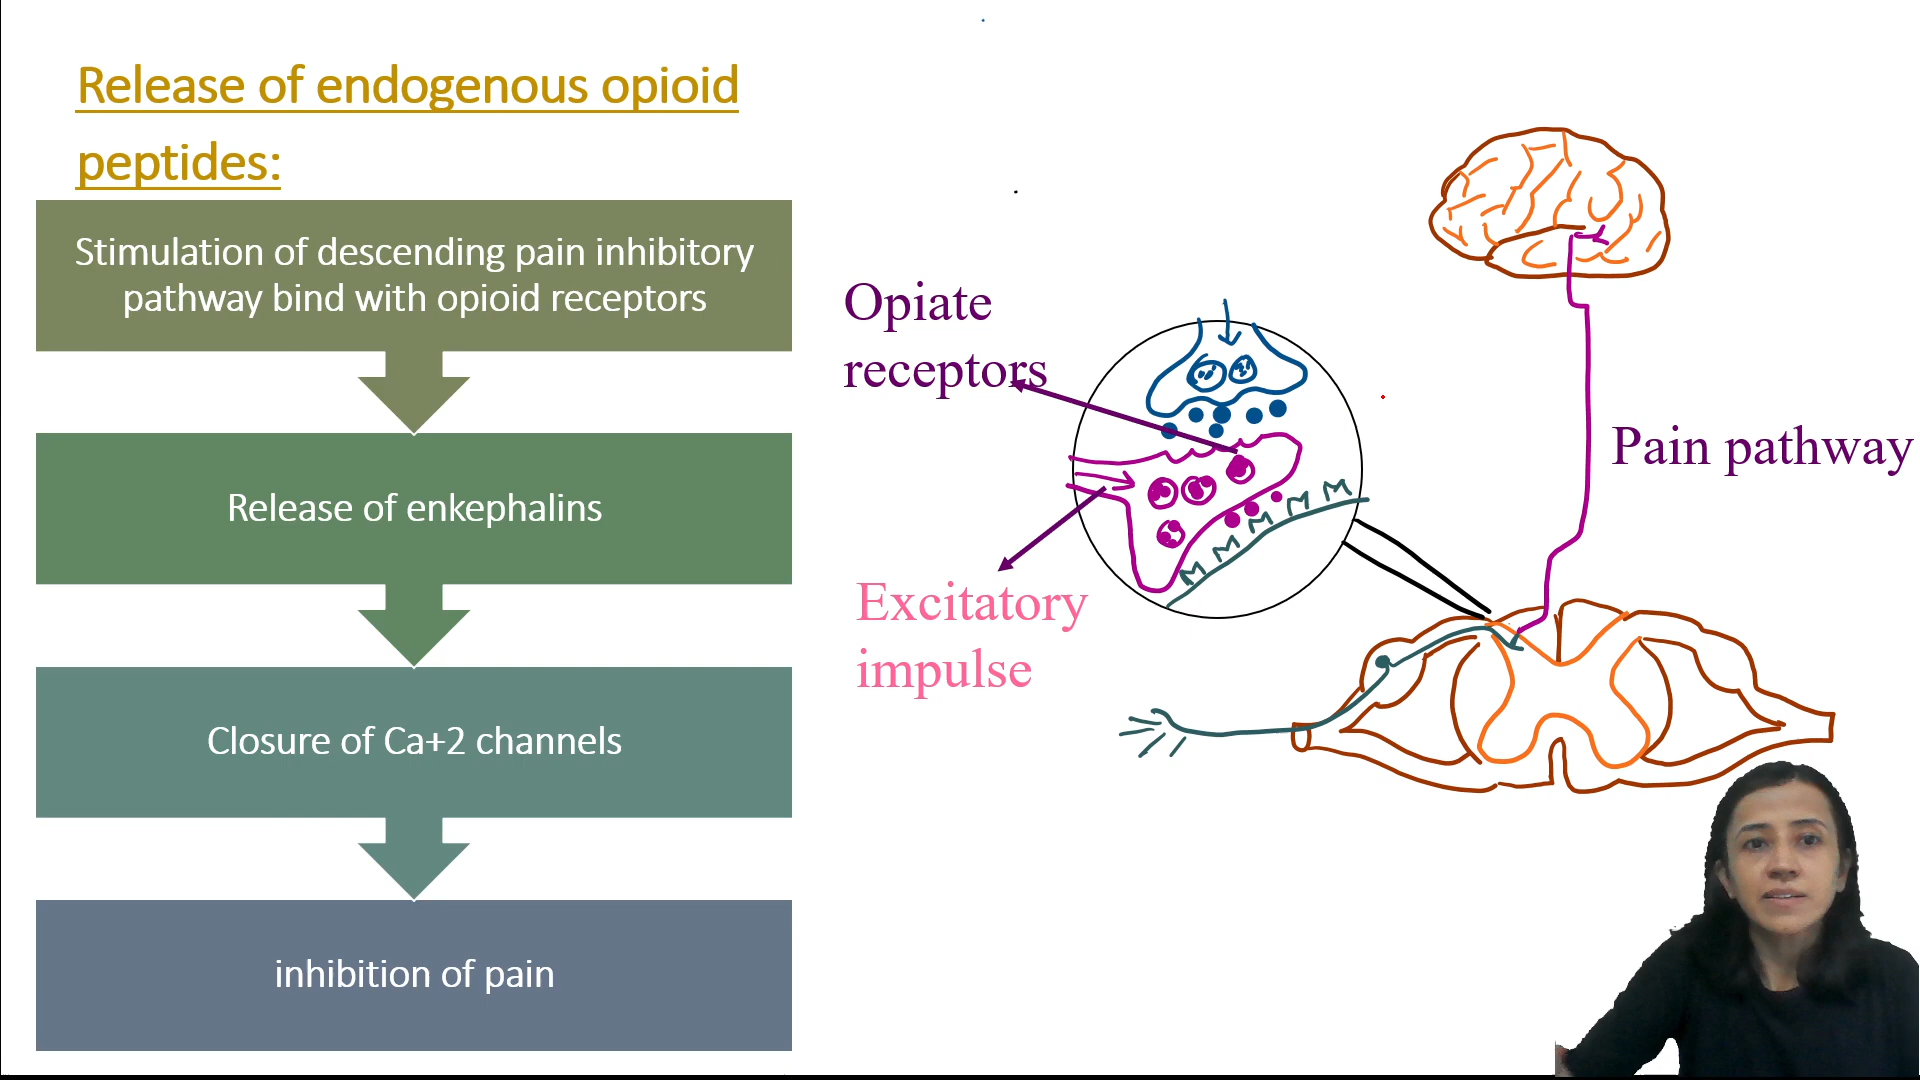 Release of endogenous opioid
peptides:
Stimulation of descending pain inhibitory
pathway bind with opioid receptors
Release of enkephalins
Closure of Ca+2 channels
inhibition of pain
Opiate
receptors
Excitatory
impulse
Pain pathway